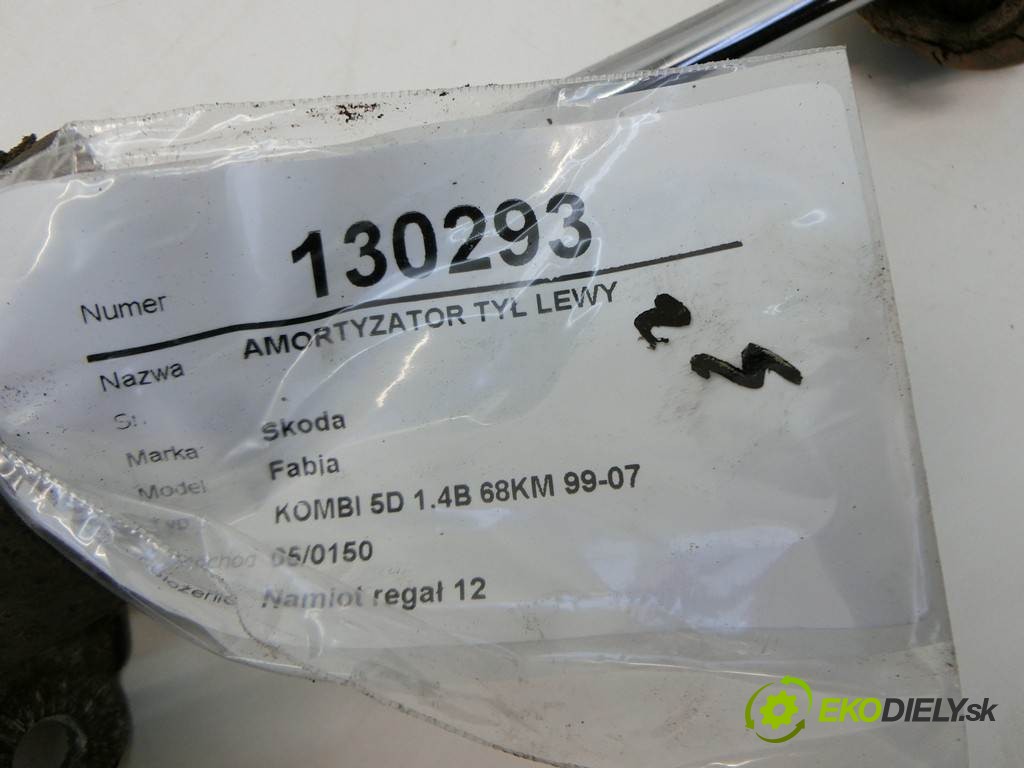 130293
Numer
AMORTYZATOR TYŁ LEWY
Nazwa
Marka Skoda
Model Fabia
KOMBI 5D 1.4B 68KM 99-07
65/0150
Namiot regał 12
EKODIELY.sk